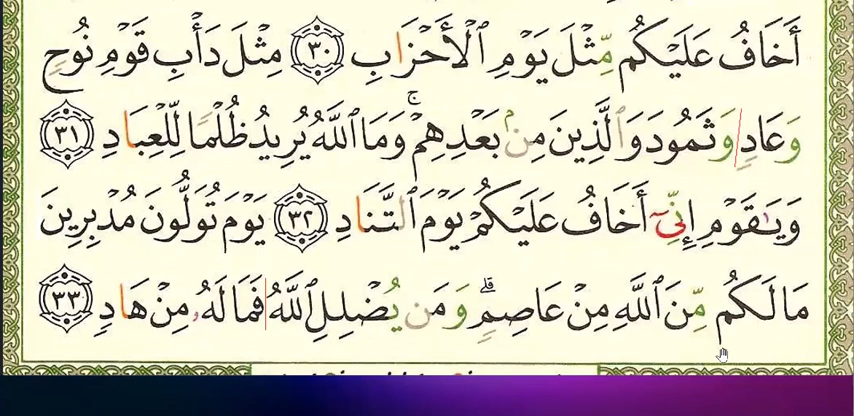 أَخَافُ عَلَيْكُم مِّثْلَ يَوْمِ ٱلْأَحْزَابِ ٣٠ مِثْلَ دَأْبِ قَوْمِ نُوحٍ
وَعَادٍ وَثَمُودَ وَٱلَّذِينَ مِنۢ بَعْدِهِمْ ۚ وَمَا ٱللَّهُ يُرِيدُ ظُلْمًا لِّلْعِبَادِ ٣١
وَيَٰقَوْمِ إِنِّىٓ أَخَافُ عَلَيْكُمْ يَوْمَ ٱلتَّنَادِ ٣٢ يَوْمَ تُوَلُّونَ مُدْبِرِينَ
مَا لَكُم مِّنَ ٱللَّهِ مِنْ عَاصِمٍ ۗ وَمَن يُضْلِلِ ٱللَّهُ فَمَا لَهُۥ مِنْ هَادٍ ٣٣